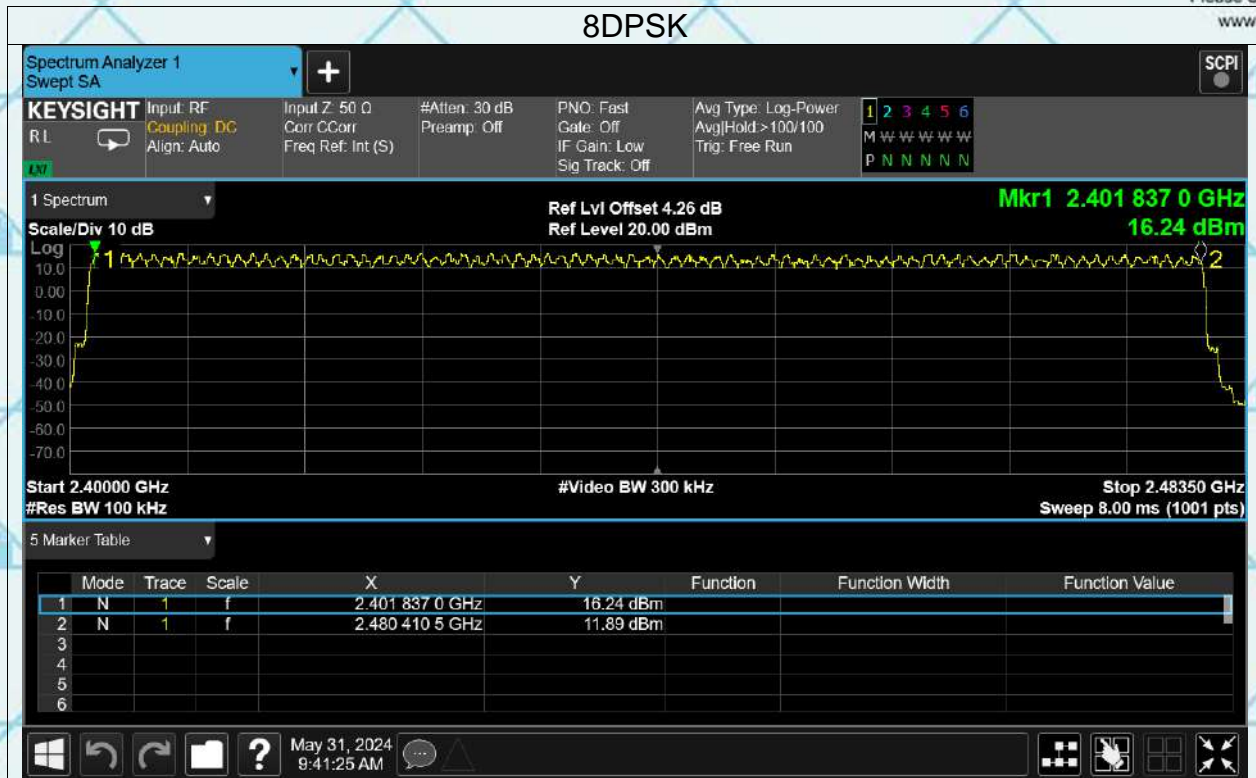 www
8DPSK
Spectrum Analyzer 1
Swept SA
+
SCPI
KEYSIGHT
RL
LXI
Input: RF
Coupling: DC
Align: Auto
Input Z: 50 Ω
Corr CCorr
Freq Ref: Int (S)
#Atten: 30 dB
Preamp: Off
PNO: Fast
Gate: Off
IF Gain: Low
Sig Track: Off
Avg Type: Log-Power
Avg|Hold:>100/100
Trig: Free Run
1 2 3 4 5 6
M W W W W W
P N N N N N
1 Spectrum
Scale/Div 10 dB
Ref Lvl Offset 4.26 dB
Ref Level 20.00 dBm
Mkr1 2.401 837 0 GHz
16.24 dBm
Log
1
2
10.0
0.00
-10.0
-20.0
-30.0
-40.0
-50.0
-60.0
-70.0
Start 2.40000 GHz
#Video BW 300 kHz
Stop 2.48350 GHz
#Res BW 100 kHz
Sweep 8.00 ms (1001 pts)
5 Marker Table
Mode Trace Scale X Y Function Function Width Function Value
1 N 1 f 2.401 837 0 GHz 16.24 dBm
2 N 1 f 2.480 410 5 GHz 11.89 dBm
3
4
5
6
?
May 31, 2024
9:41:25 AM